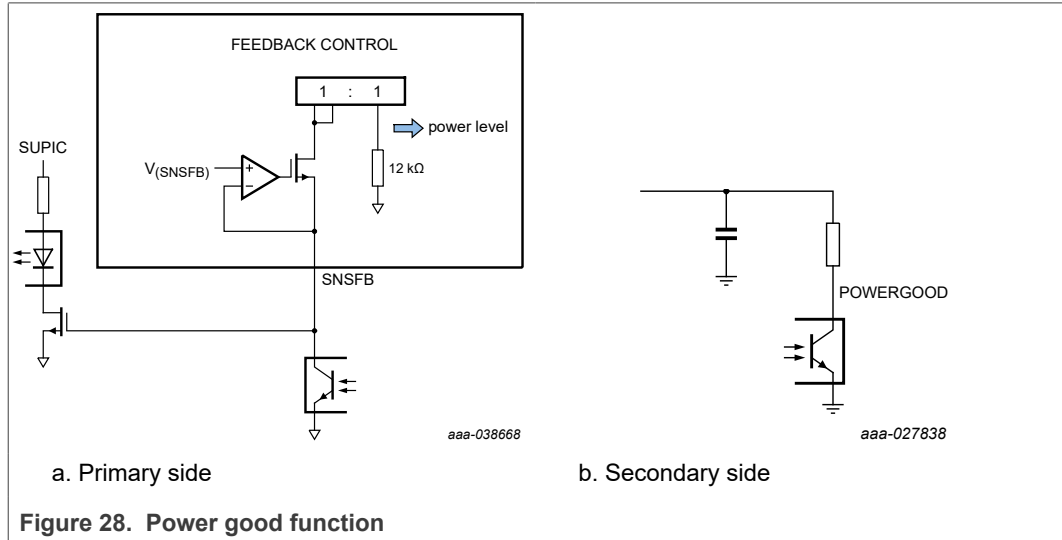 FEEDBACK CONTROL
1 : 1
power level
SUPIC
V(SNSFB)
+
−
12 kΩ
SNSFB
POWERGOOD
aaa-038668
aaa-027838
a. Primary side
b. Secondary side
Figure 28. Power good function